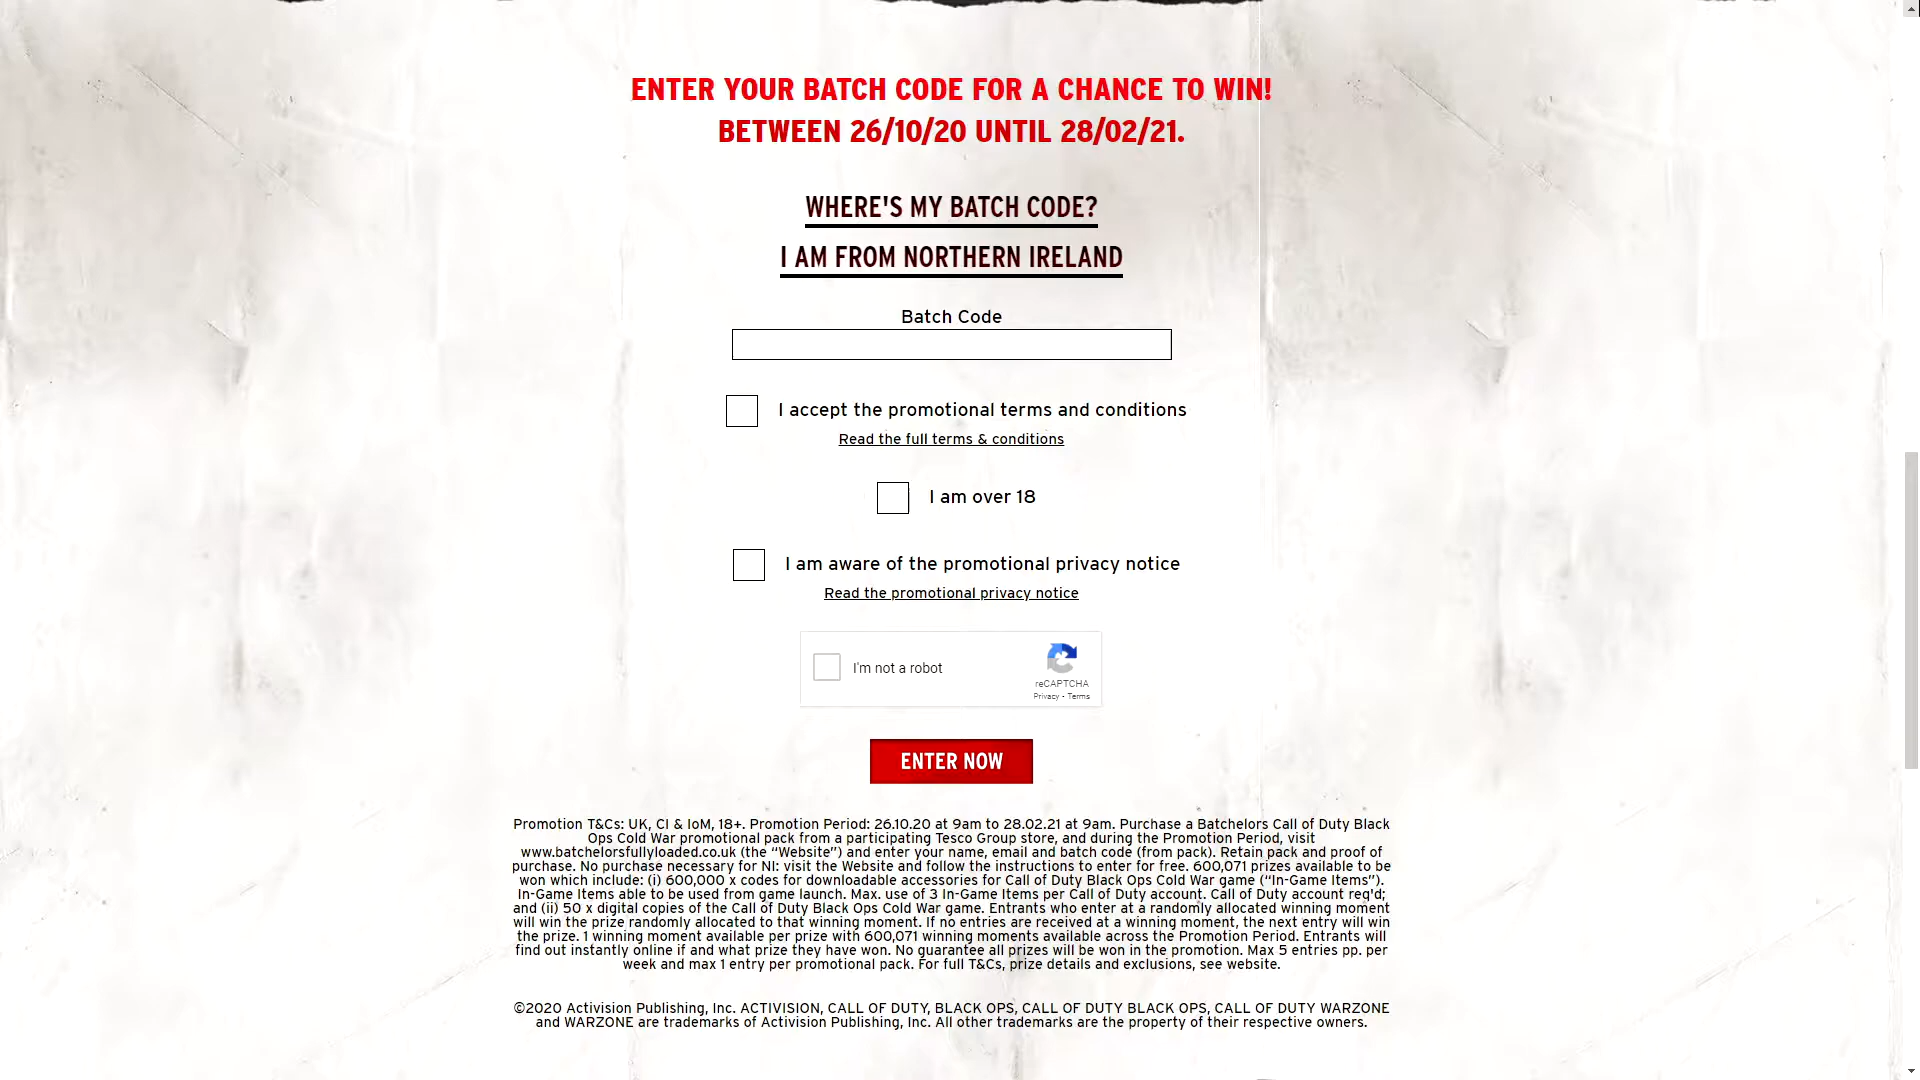 ENTER YOUR BATCH CODE FOR A CHANCE TO WIN!
BETWEEN 26/10/20 UNTIL 28/02/21.
WHERE'S MY BATCH CODE?
I AM FROM NORTHERN IRELAND
Batch Code
I accept the promotional terms and conditions
Read the full terms & conditions
I am over 18
I am aware of the promotional privacy notice
Read the promotional privacy notice
I'm not a robot
reCAPTCHA
Privacy - Terms
ENTER NOW
Promotion T&Cs: UK, CI & IoM, 18+. Promotion Period: 26.10.20 at 9am to 28.02.21 at 9am. Purchase a Batchelors Call of Duty Black
Ops Cold War promotional pack from a participating Tesco Group store, and during the Promotion Period, visit
www.batchelorsfullyloaded.co.uk (the “Website”) and enter your name, email and batch code (from pack). Retain pack and proof of
purchase. No purchase necessary for NI: visit the Website and follow the instructions to enter for free. 600,071 prizes available to be
won which include: (i) 600,000 x codes for downloadable accessories for Call of Duty Black Ops Cold War game (“In-Game Items”).
In-Game Items able to be used from game launch. Max. use of 3 In-Game Items per Call of Duty account. Call of Duty account req'd;
and (ii) 50 x digital copies of the Call of Duty Black Ops Cold War game. Entrants who enter at a randomly allocated winning moment
will win the prize randomly allocated to that winning moment. If no entries are received at a winning moment, the next entry will win
the prize. 1 winning moment available per prize with 600,071 winning moments available across the Promotion Period. Entrants will
find out instantly online if and what prize they have won. No guarantee all prizes will be won in the promotion. Max 5 entries pp. per
week and max 1 entry per promotional pack. For full T&Cs, prize details and exclusions, see website.
©2020 Activision Publishing, Inc. ACTIVISION, CALL OF DUTY, BLACK OPS, CALL OF DUTY BLACK OPS, CALL OF DUTY WARZONE
and WARZONE are trademarks of Activision Publishing, Inc. All other trademarks are the property of their respective owners.